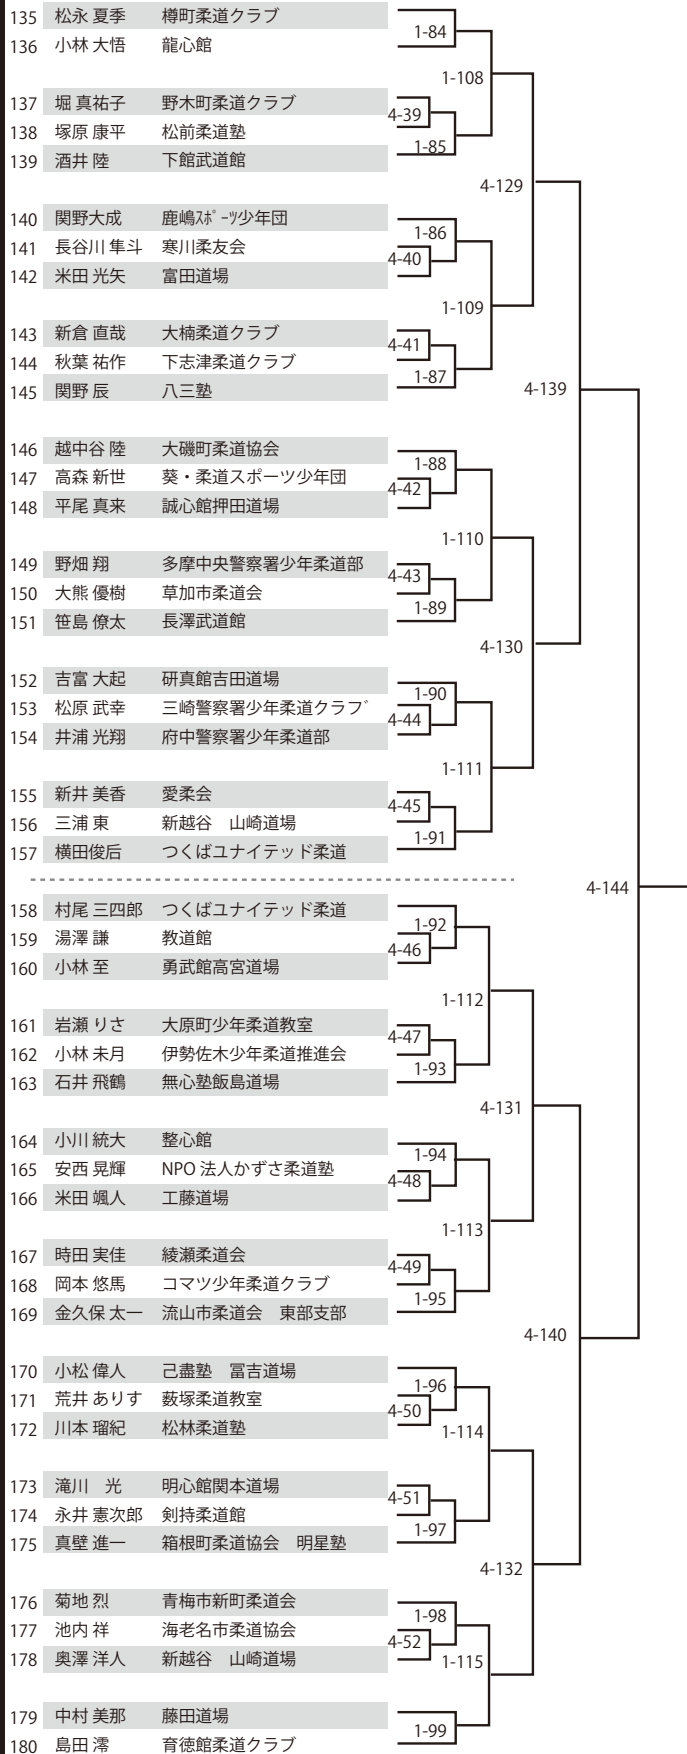 135 松永 夏季 樽町柔道クラブ
1-84
136 小林 大悟 龍心館
1-108
137 堀 真祐子 野木町柔道クラブ
4-39
138 塚原 康平 松前柔道塾
1-85
139 酒井 陸 下館武道館
4-129
140 関野大成 鹿嶋ｽﾎﾟｰﾂ少年団
1-86
141 長谷川 隼斗 寒川柔友会
4-40
142 米田 光矢 富田道場
1-109
143 新倉 直哉 大楠柔道クラブ
4-41
144 秋葉 祐作 下志津柔道クラブ
1-87
145 関野 辰 八三塾
4-139
146 越中谷 陸 大磯町柔道協会
1-88
147 高森 新世 葵・柔道スポーツ少年団
4-42
148 平尾 真来 誠心館押田道場
1-110
149 野畑 翔 多摩中央警察署少年柔道部
4-43
150 大熊 優樹 草加市柔道会
1-89
151 笹島 僚太 長澤武道館
4-130
152 吉富 大起 研真館吉田道場
1-90
153 松原 武幸 三崎警察署少年柔道クラブ
4-44
154 井浦 光翔 府中警察署少年柔道部
1-111
155 新井 美香 愛柔会
4-45
156 三浦 東 新越谷　山崎道場
1-91
157 横田俊后 つくばユナイテッド柔道
4-144
158 村尾 三四郎 つくばユナイテッド柔道
1-92
159 湯澤 謙 教道館
4-46
160 小林 至 勇武館高宮道場
1-112
161 岩瀬 りさ 大原町少年柔道教室
4-47
162 小林 未月 伊勢佐木少年柔道推進会
1-93
163 石井 飛鶴 無心塾飯島道場
4-131
164 小川 統大 整心館
1-94
165 安西 晃輝 NPO 法人かずさ柔道塾
4-48
166 米田 颯人 工藤道場
1-113
167 時田 実佳 綾瀬柔道会
4-49
168 岡本 悠馬 コマツ少年柔道クラブ
1-95
169 金久保 太一 流山市柔道会　東部支部
4-140
170 小松 偉人 己盡塾　冨吉道場
1-96
171 荒井 ありす 薮塚柔道教室
4-50
172 川本 瑠紀 松林柔道塾
1-114
173 滝川　光 明心館関本道場
4-51
174 永井 憲次郎 剣持柔道館
1-97
175 真壁 進一 箱根町柔道協会　明星塾
4-132
176 菊地 烈 青梅市新町柔道会
1-98
177 池内 祥 海老名市柔道協会
4-52
178 奥澤 洋人 新越谷　山崎道場
1-115
179 中村 美那 藤田道場
1-99
180 島田 澪 育徳館柔道クラブ